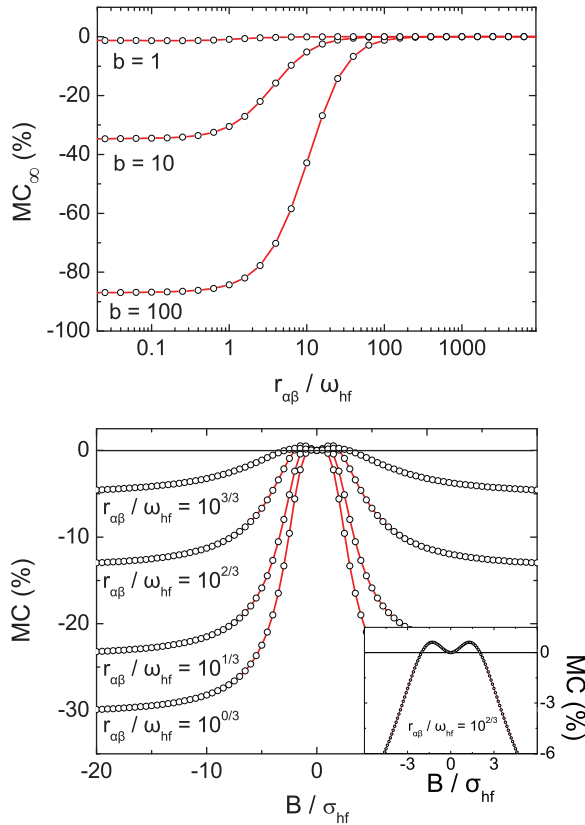 0
-20
-40
-60
-80
-100
MC∞ (%)
b = 1
b = 10
b = 100
0.1 1 10 100 1000
rαβ / ωhf
0
-10
-20
-30
MC (%)
rαβ / ωhf = 10^{3/3}
rαβ / ωhf = 10^{2/3}
rαβ / ωhf = 10^{1/3}
rαβ / ωhf = 10^{0/3}
-20 -10 0
B / σhf
0
-3
-6
MC (%)
rαβ / ωhf = 10^{2/3}
-3 0 3
B / σhf